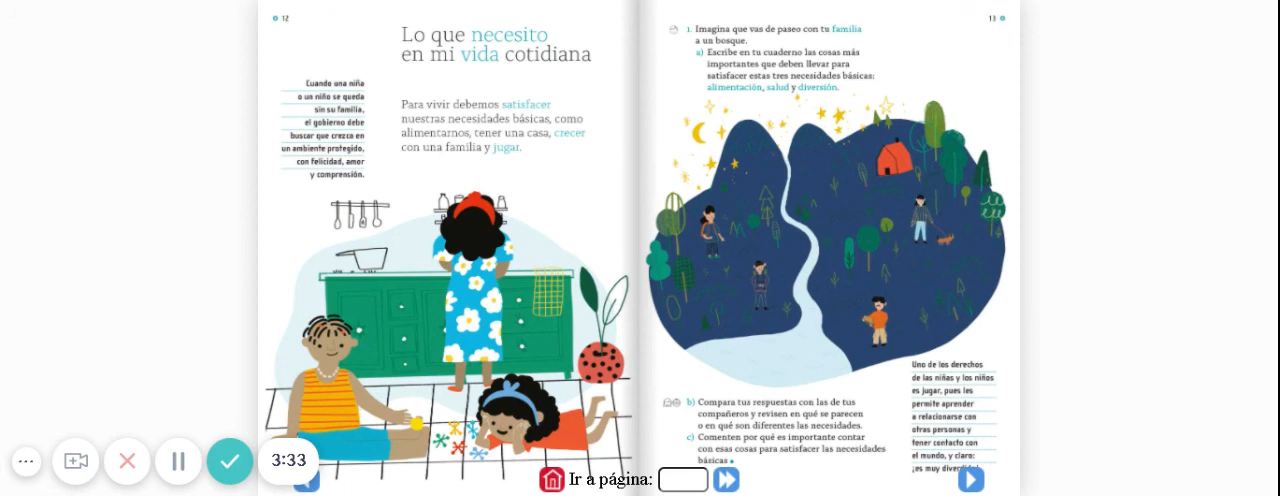 12
Lo que necesito
en mi vida cotidiana
Cuando una niña
o un niño se queda
sin su familia,
el gobierno debe
buscar que crezca en
un ambiente protegido,
con felicidad, amor
y comprensión.
Para vivir debemos satisfacer
nuestras necesidades básicas, como
alimentarnos, tener una casa, crecer
con una familia y jugar.
13
1. Imagina que vas de paseo con tu familia
a un bosque.
a) Escribe en tu cuaderno las cosas más
importantes que deben llevar para
satisfacer estas tres necesidades básicas:
alimentación, salud y diversión.
b) Compara tus respuestas con las de tus
compañeros y revisen en qué se parecen
o en qué son diferentes las necesidades.
c) Comenten por qué es importante contar
con esas cosas para satisfacer las necesidades
básicas
Uno de los derechos
de las niñas y los niños
es jugar, pues les
permite aprender
a relacionarse con
otras personas y
tener contacto con
el mundo, y claro:
¡es muy divertido!
3:33
Ir a página: